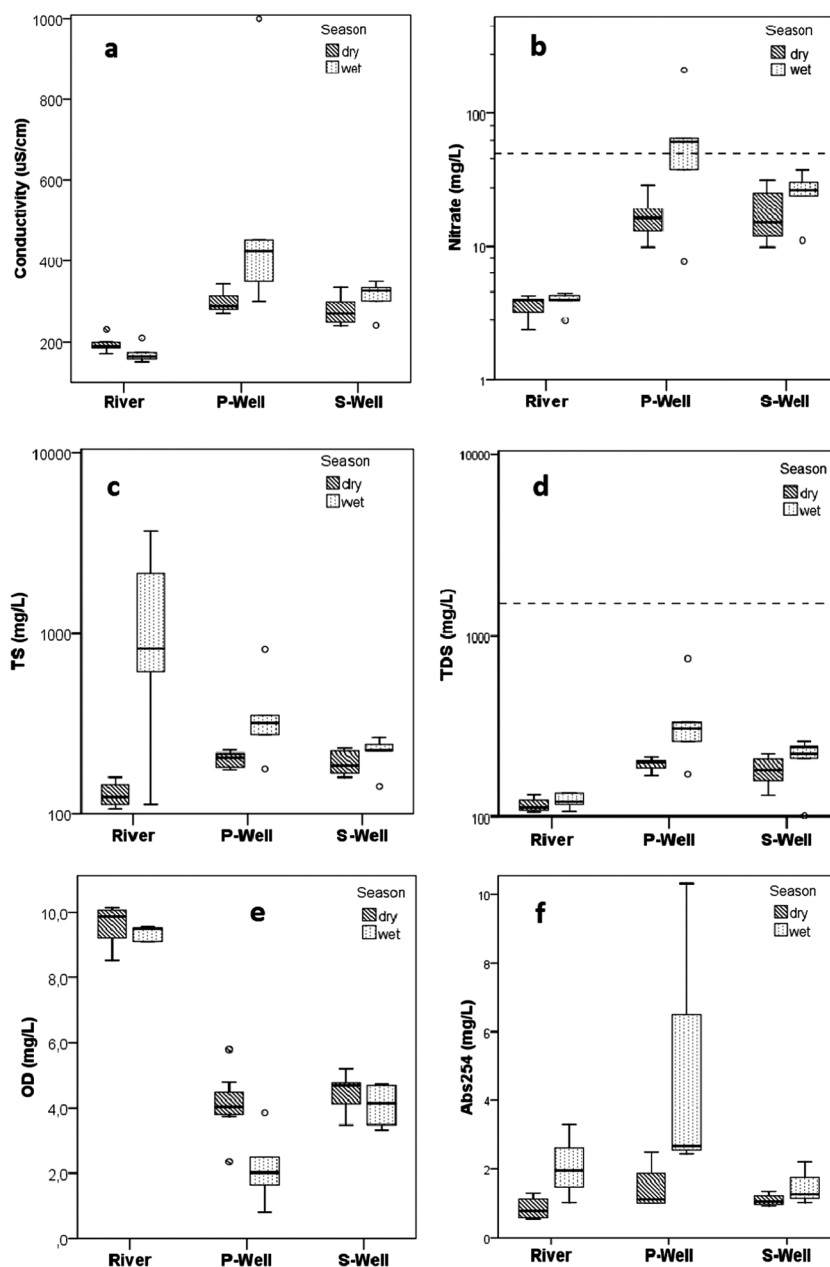 a
Season
dry
wet
Conductivity (uS/cm)
1000
800
600
400
200
River P-Well S-Well
b
Season
dry
wet
Nitrate (mg/L)
100
10
1
River P-Well S-Well
c
Season
dry
wet
TS (mg/L)
10000
1000
100
River P-Well S-Well
d
Season
dry
wet
TDS (mg/L)
10000
1000
100
River P-Well S-Well
e
Season
dry
wet
OD (mg/L)
10,0
8,0
6,0
4,0
2,0
,0
River P-Well S-Well
f
Season
dry
wet
Abs254 (mg/L)
10
8
6
4
2
0
River P-Well S-Well